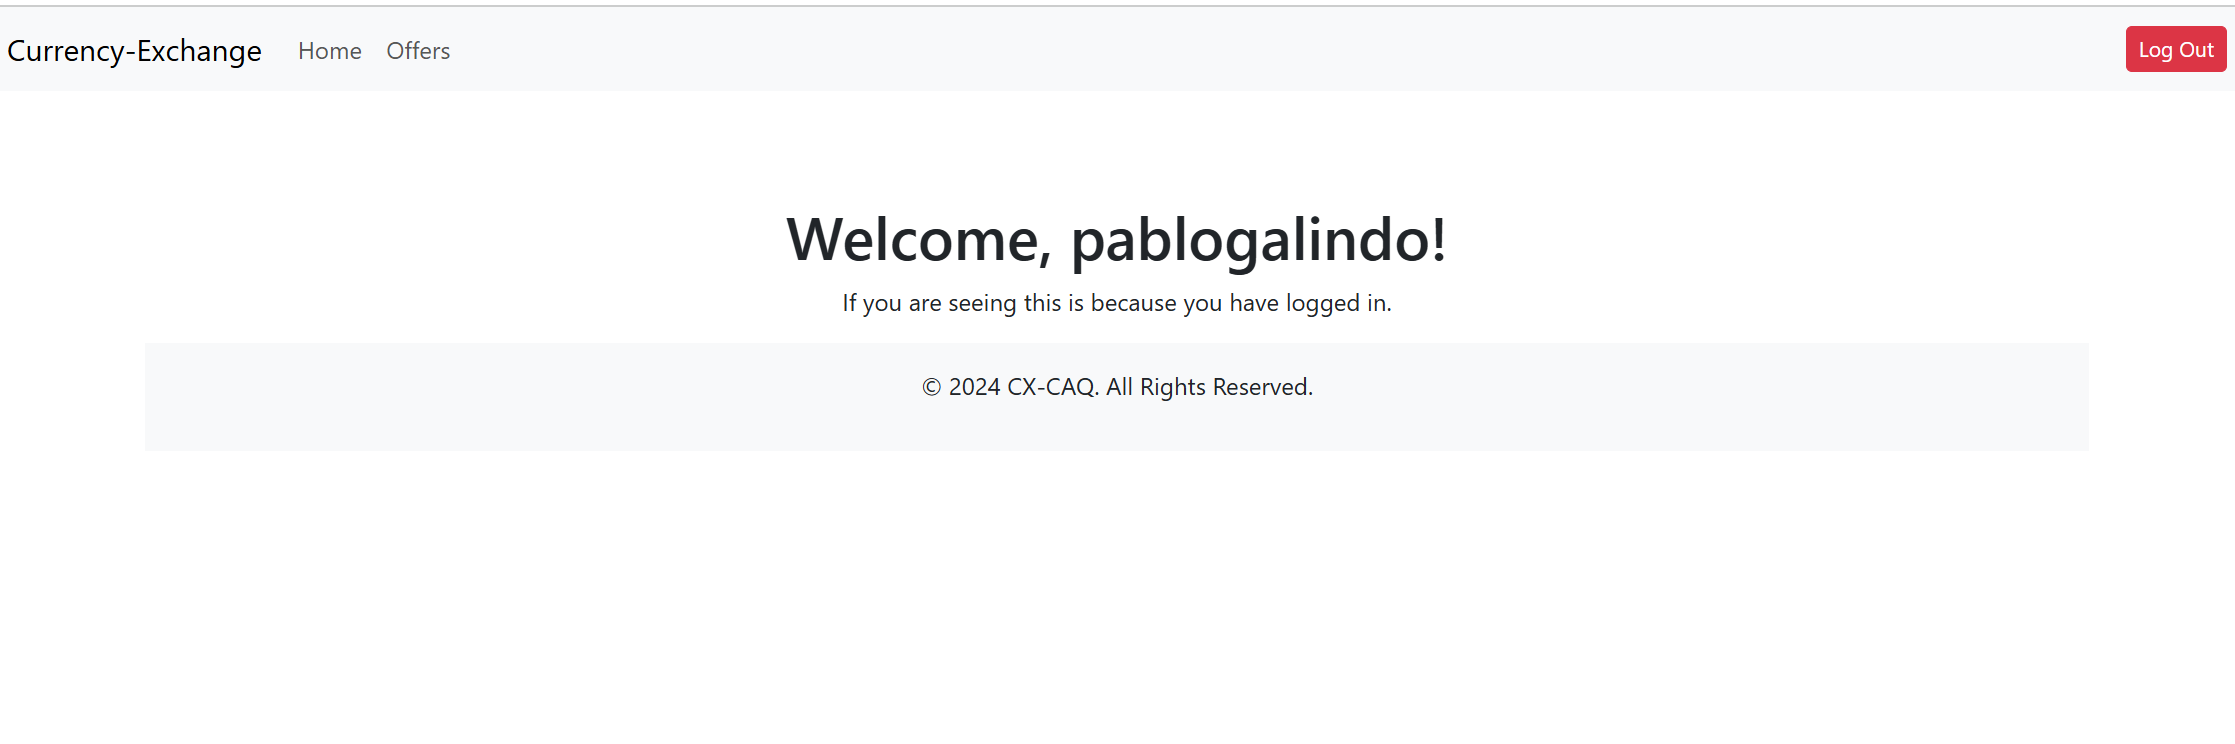 Currency-Exchange Home Offers Log Out
Welcome, pablogalindo!
If you are seeing this is because you have logged in.
© 2024 CX-CAQ. All Rights Reserved.